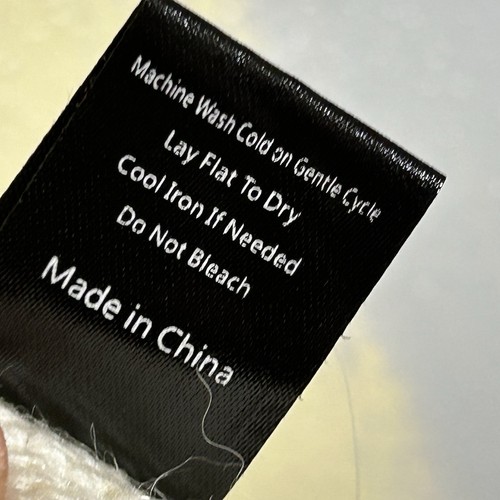 Machine Wash Cold on Gentle Cycle
Lay Flat To Dry
Cool Iron If Needed
Do Not Bleach
Made in China